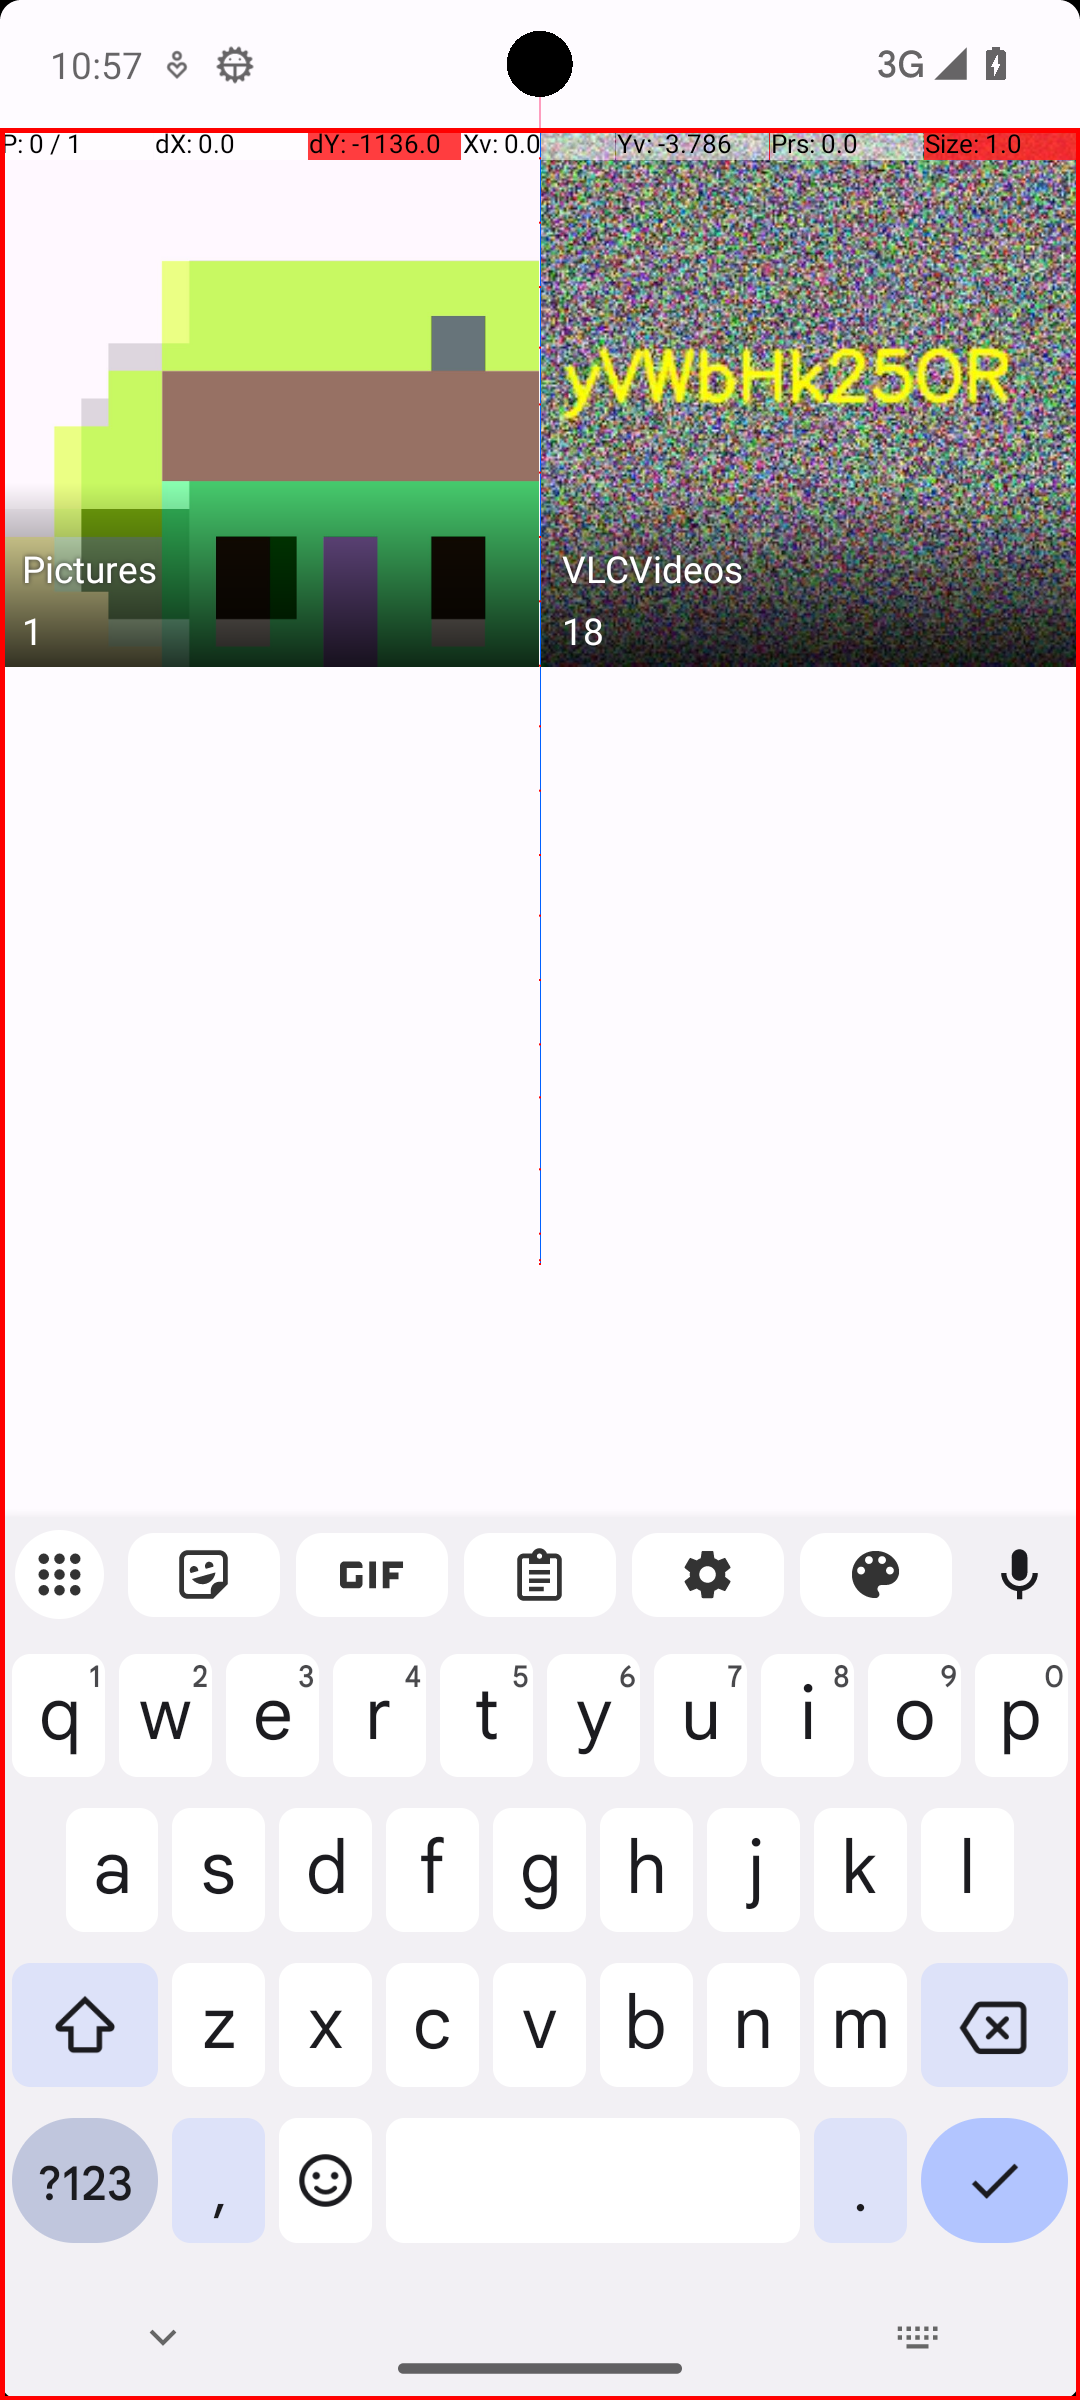 10:57 3G
P: 0 / 1 dX: 0.0 dY: -1136.0 Xv: 0.0 Yv: -3.786 Prs: 0.0 Size: 1.0
yVWbHk25OR
Pictures
1
VLCVideos
18
GIF
q 1 w 2 e 3 r 4 t 5 y 6 u 7 i 8 o 9 p 0
a s d f g h j k l
z x c v b n m
?123 , .